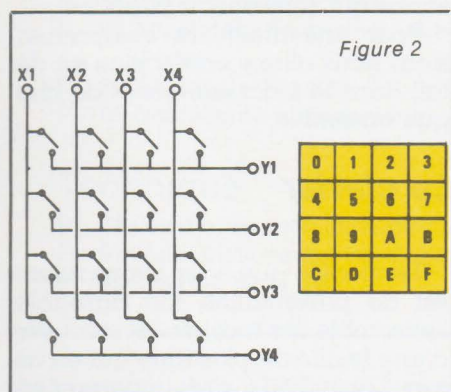 Figure 2
X1 X2 X3 X4
Y1
Y2
Y3
Y4
0 1 2 3
4 5 6 7
8 9 A B
C D E F